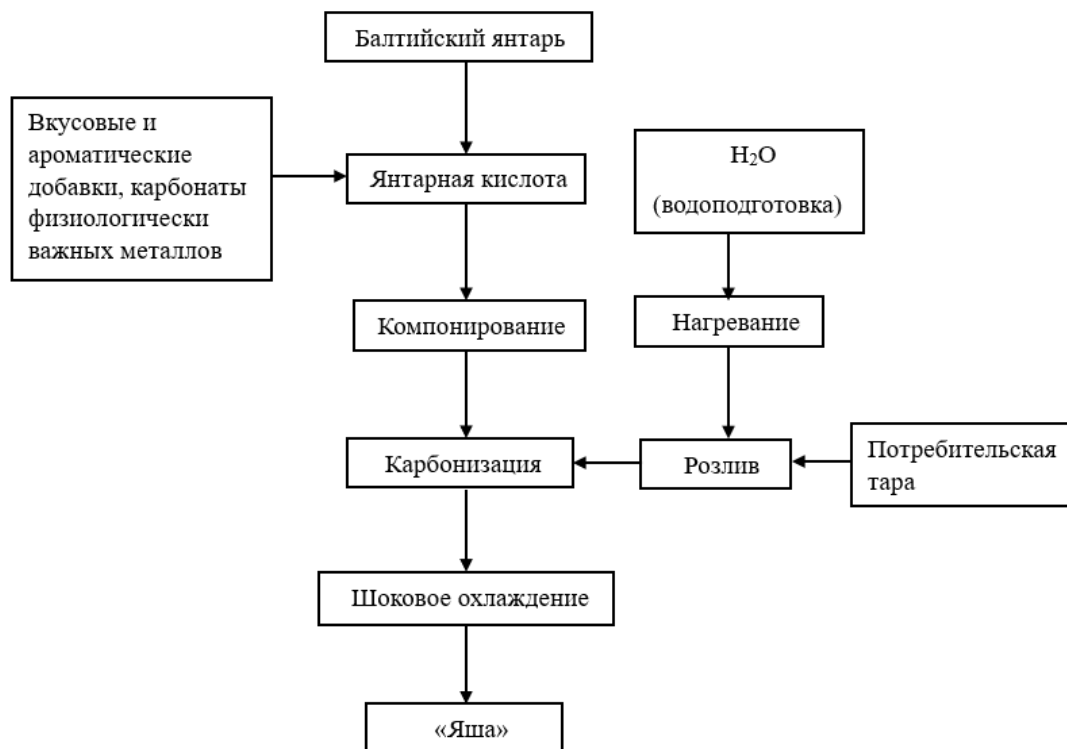 Балтийский янтарь
Вкусовые и
ароматические
добавки, карбонаты
физиологически
важных металлов
Янтарная кислота
H₂O
(водоподготовка)
Компонирование
Нагревание
Карбонизация
Розлив
Потребительская
тара
Шоковое охлаждение
«Яша»